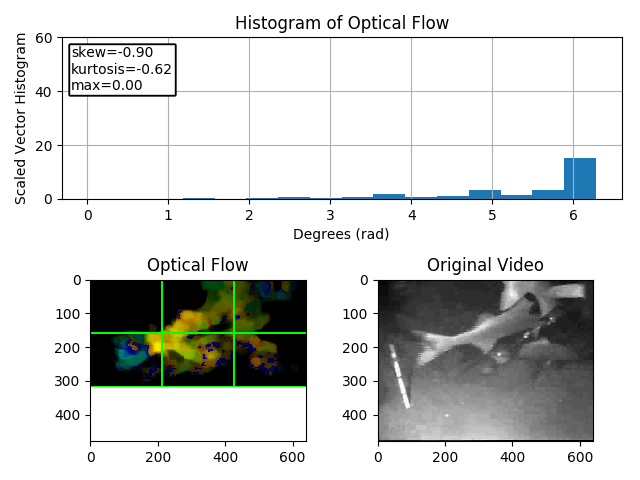 Histogram of Optical Flow
Scaled Vector Histogram
60
40
20
0
skew=-0.90
kurtosis=-0.62
max=0.00
0 1 2 3 4 5 6
Degrees (rad)
Optical Flow
0
100
200
300
400
0 200 400 600
Original Video
0
100
200
300
400
0 200 400 600